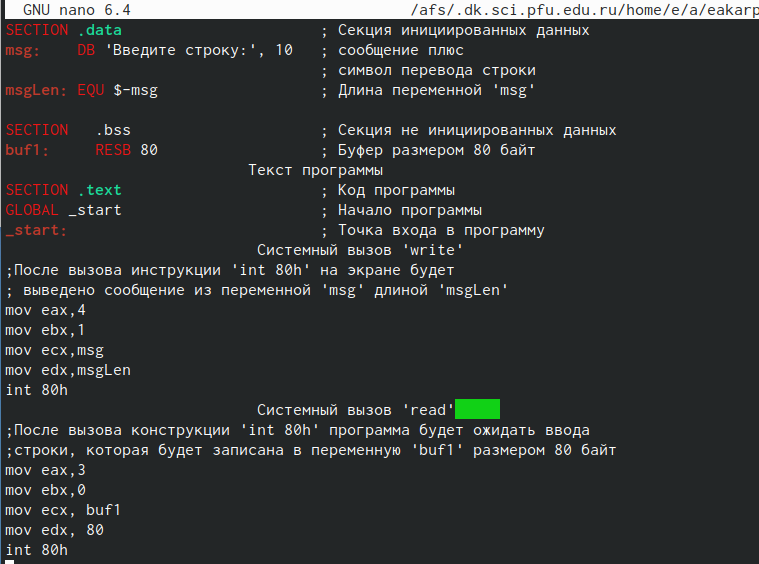 GNU nano 6.4 /afs/.dk.sci.pfu.edu.ru/home/e/a/eakarp
SECTION .data ; Секция инициированных данных
msg: DB 'Введите строку:', 10 ; сообщение плюс
; символ перевода строки
msgLen: EQU $-msg ; Длина переменной 'msg'
SECTION .bss ; Секция не инициированных данных
buf1: RESB 80 ; Буфер размером 80 байт
Текст программы
SECTION .text ; Код программы
GLOBAL _start ; Начало программы
_start: ; Точка входа в программу
Системный вызов 'write'
;После вызова инструкции 'int 80h' на экране будет
; выведено сообщение из переменной 'msg' длиной 'msgLen'
mov eax,4
mov ebx,1
mov ecx,msg
mov edx,msgLen
int 80h
Системный вызов 'read'
;После вызова конструкции 'int 80h' программа будет ожидать ввода
;строки, которая будет записана в переменную 'buf1' размером 80 байт
mov eax,3
mov ebx,0
mov ecx, buf1
mov edx, 80
int 80h